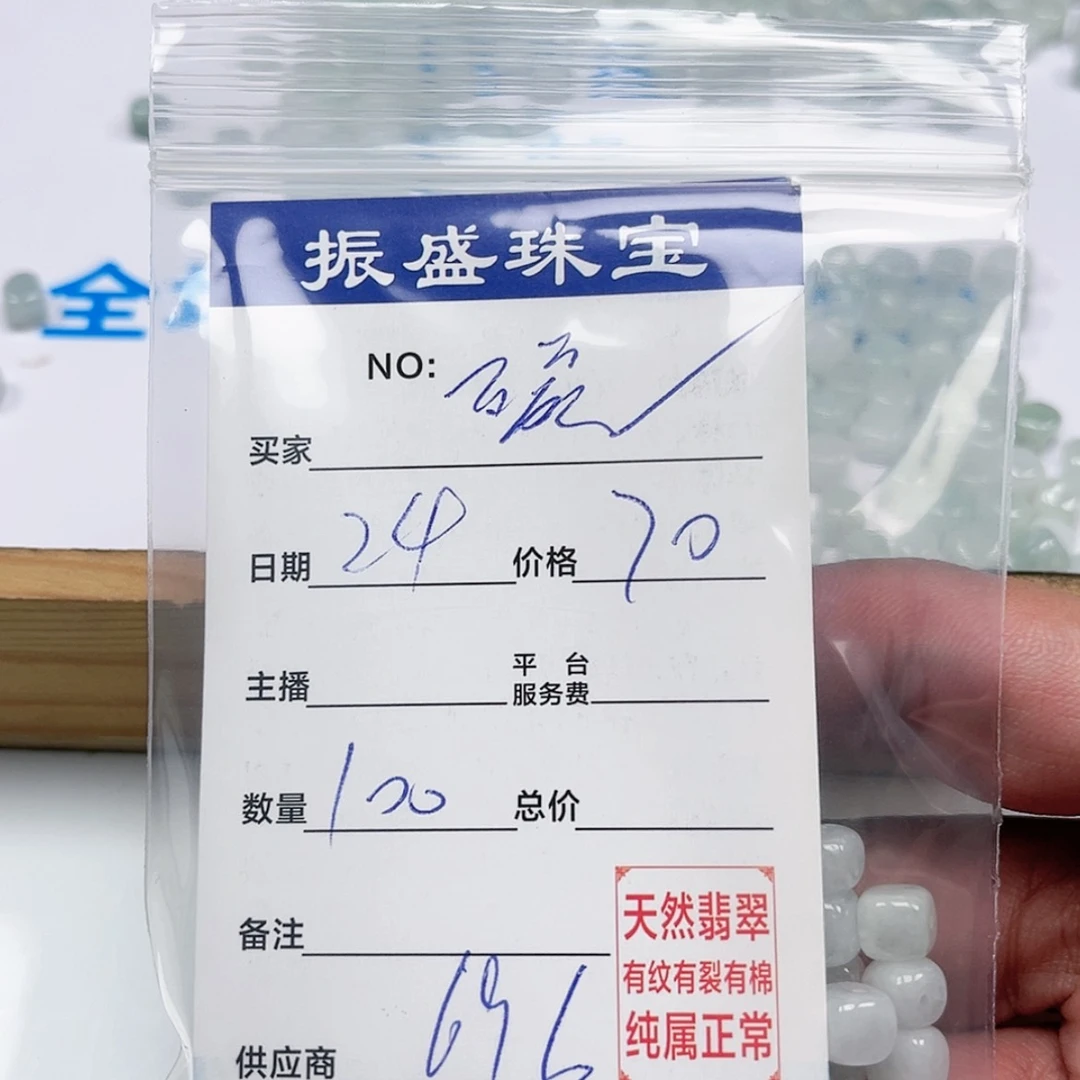 全
振盛珠宝
NO:
买家
日期 24 价格 70
主播 平台服务费
数量 100 总价
备注
天然翡翠
有纹有裂有棉
纯属正常
供应商